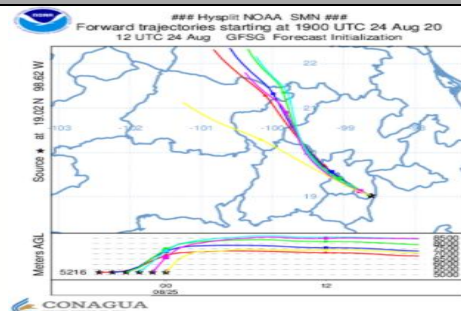 ### Hysplit NOAA SMN ###
Forward trajectories starting at 1900 UTC 24 Aug 20
12 UTC 24 Aug GFSG Forecast Initialization
Source ★ at 19.02 N 98.62 W
22
21
-103 -102 -101 -100 -99
19
Meters AGL
5216
00 12
08/25
CONAGUA